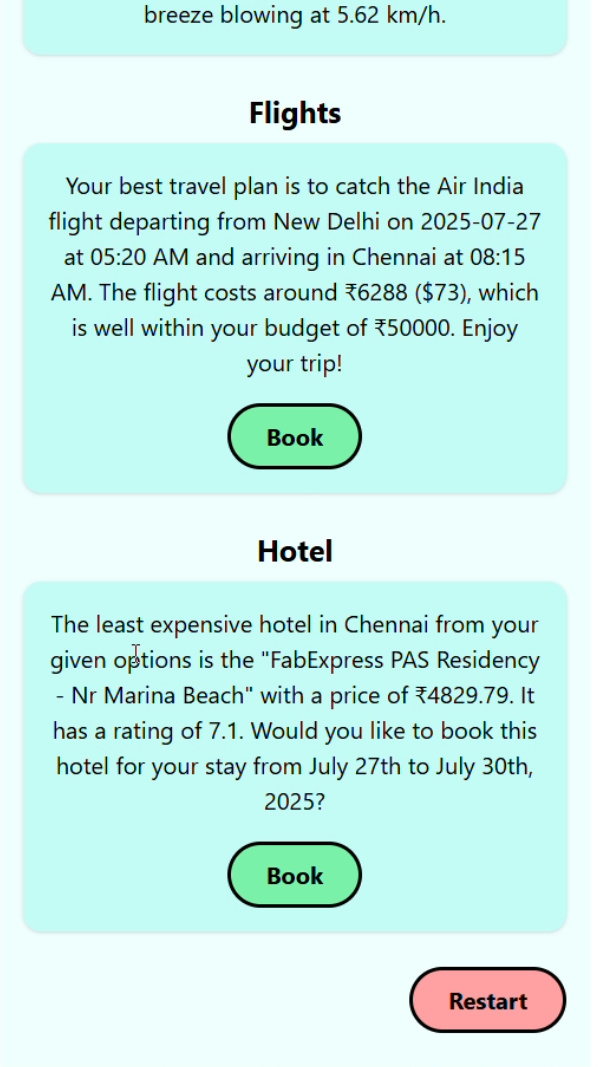 breeze blowing at 5.62 km/h.
Flights
Your best travel plan is to catch the Air India
flight departing from New Delhi on 2025-07-27
at 05:20 AM and arriving in Chennai at 08:15
AM. The flight costs around ₹6288 ($73), which
is well within your budget of ₹50000. Enjoy
your trip!
Book
Hotel
The least expensive hotel in Chennai from your
given options is the "FabExpress PAS Residency
- Nr Marina Beach" with a price of ₹4829.79. It
has a rating of 7.1. Would you like to book this
hotel for your stay from July 27th to July 30th,
2025?
Book
Restart